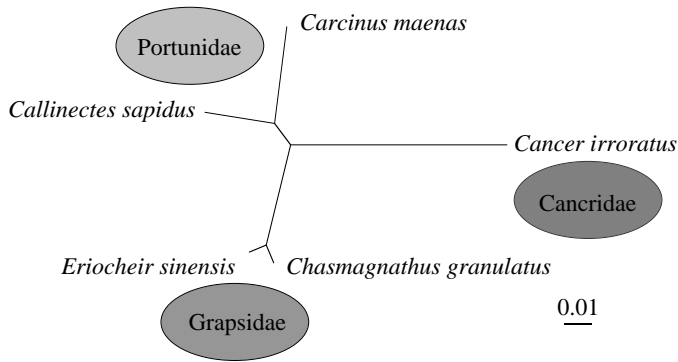 Carcinus maenas
Portunidae
Callinectes sapidus
Cancer irroratus
Cancridae
Eriocheir sinensis
Chasmagnathus granulatus
0.01
Grapsidae